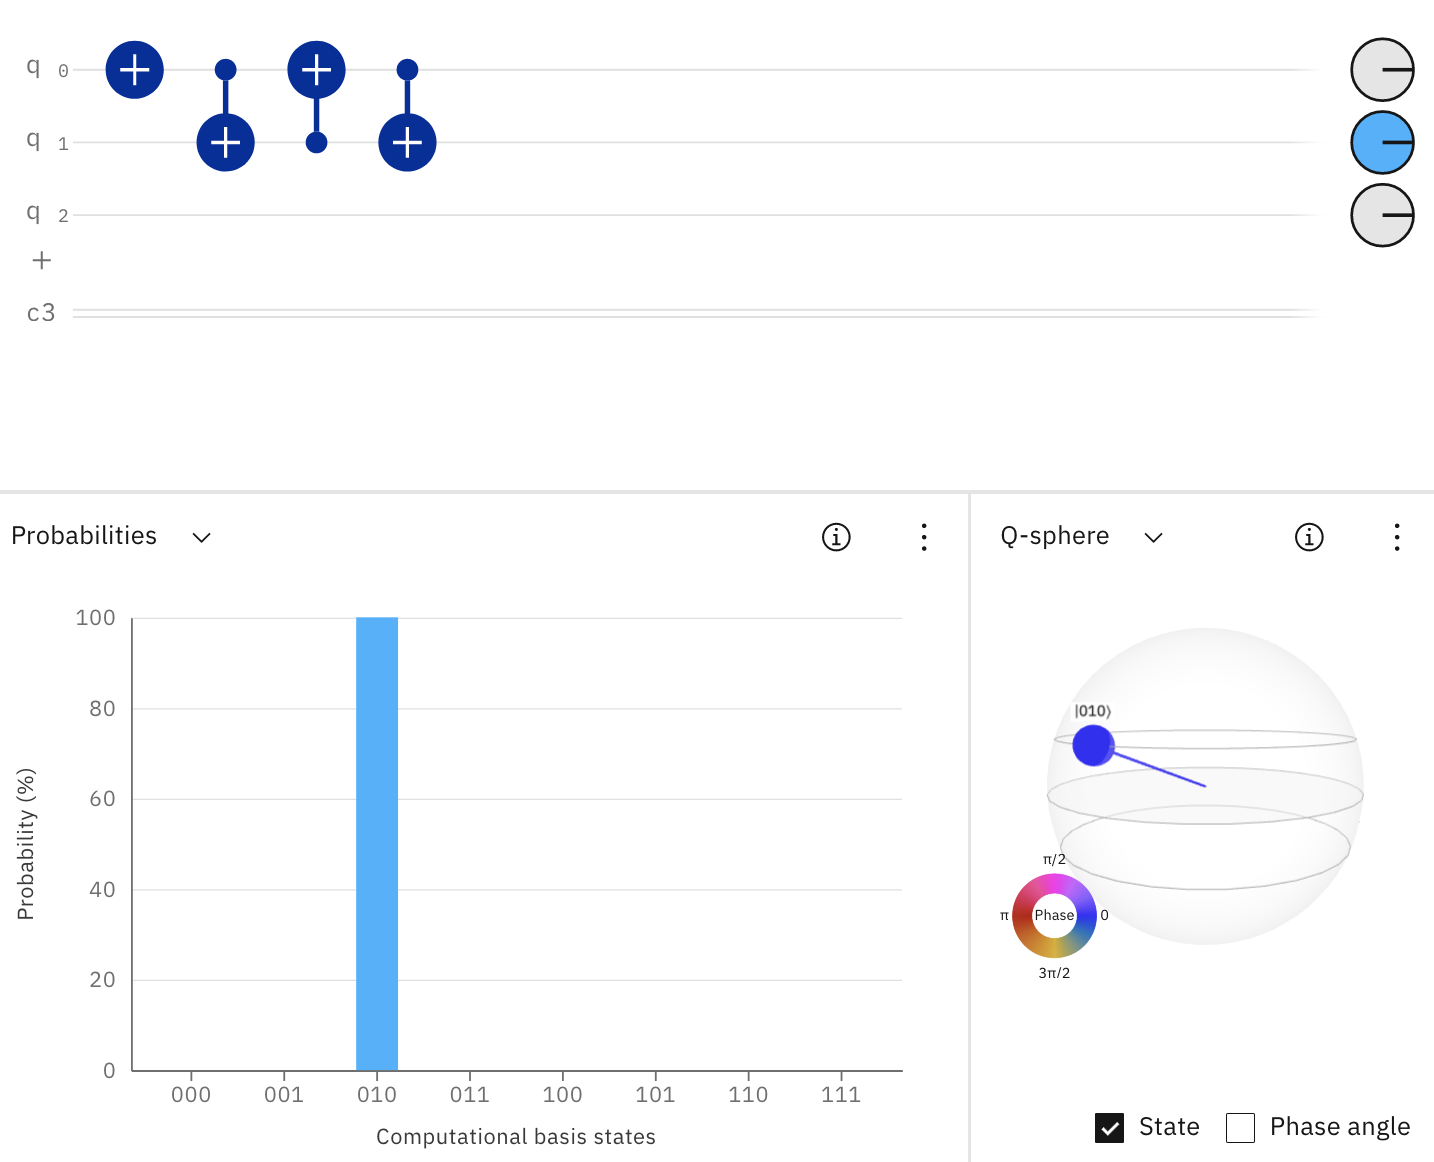 q 0
q 1
q 2
+
c3
Probabilities
Q-sphere
Probability (%)
100
80
60
40
20
0
000 001 010 011 100 101 110 111
Computational basis states
|010⟩
π/2
π Phase 0
3π/2
State Phase angle